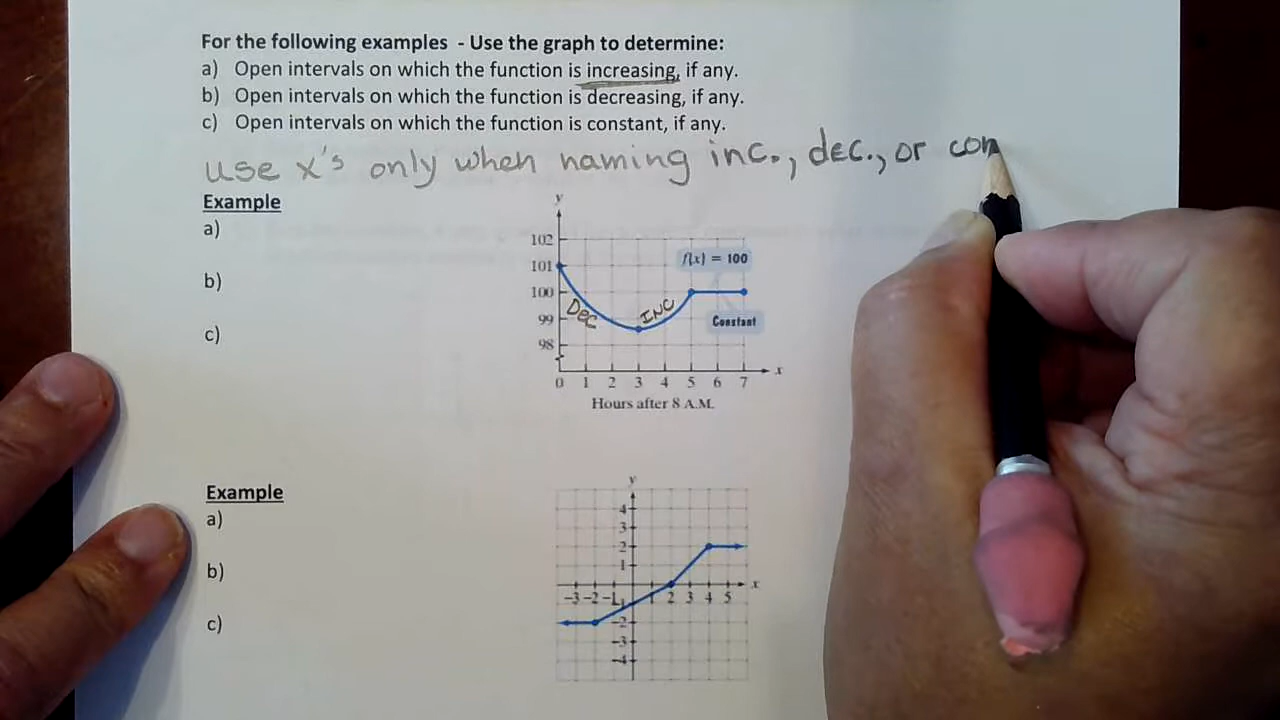 For the following examples - Use the graph to determine:
a) Open intervals on which the function is increasing, if any.
b) Open intervals on which the function is decreasing, if any.
c) Open intervals on which the function is constant, if any.
use x's only when naming inc., dec., or con
Example
a)
b)
c)
y
102
101
100
99
98
f(x) = 100
DEC
INC
Constant
0 1 2 3 4 5 6 7 x
Hours after 8 A.M.
Example
a)
b)
c)
y
4
3
2
1
-3 -2 -1 1 2 3 4 5 x
-2
-3
-4